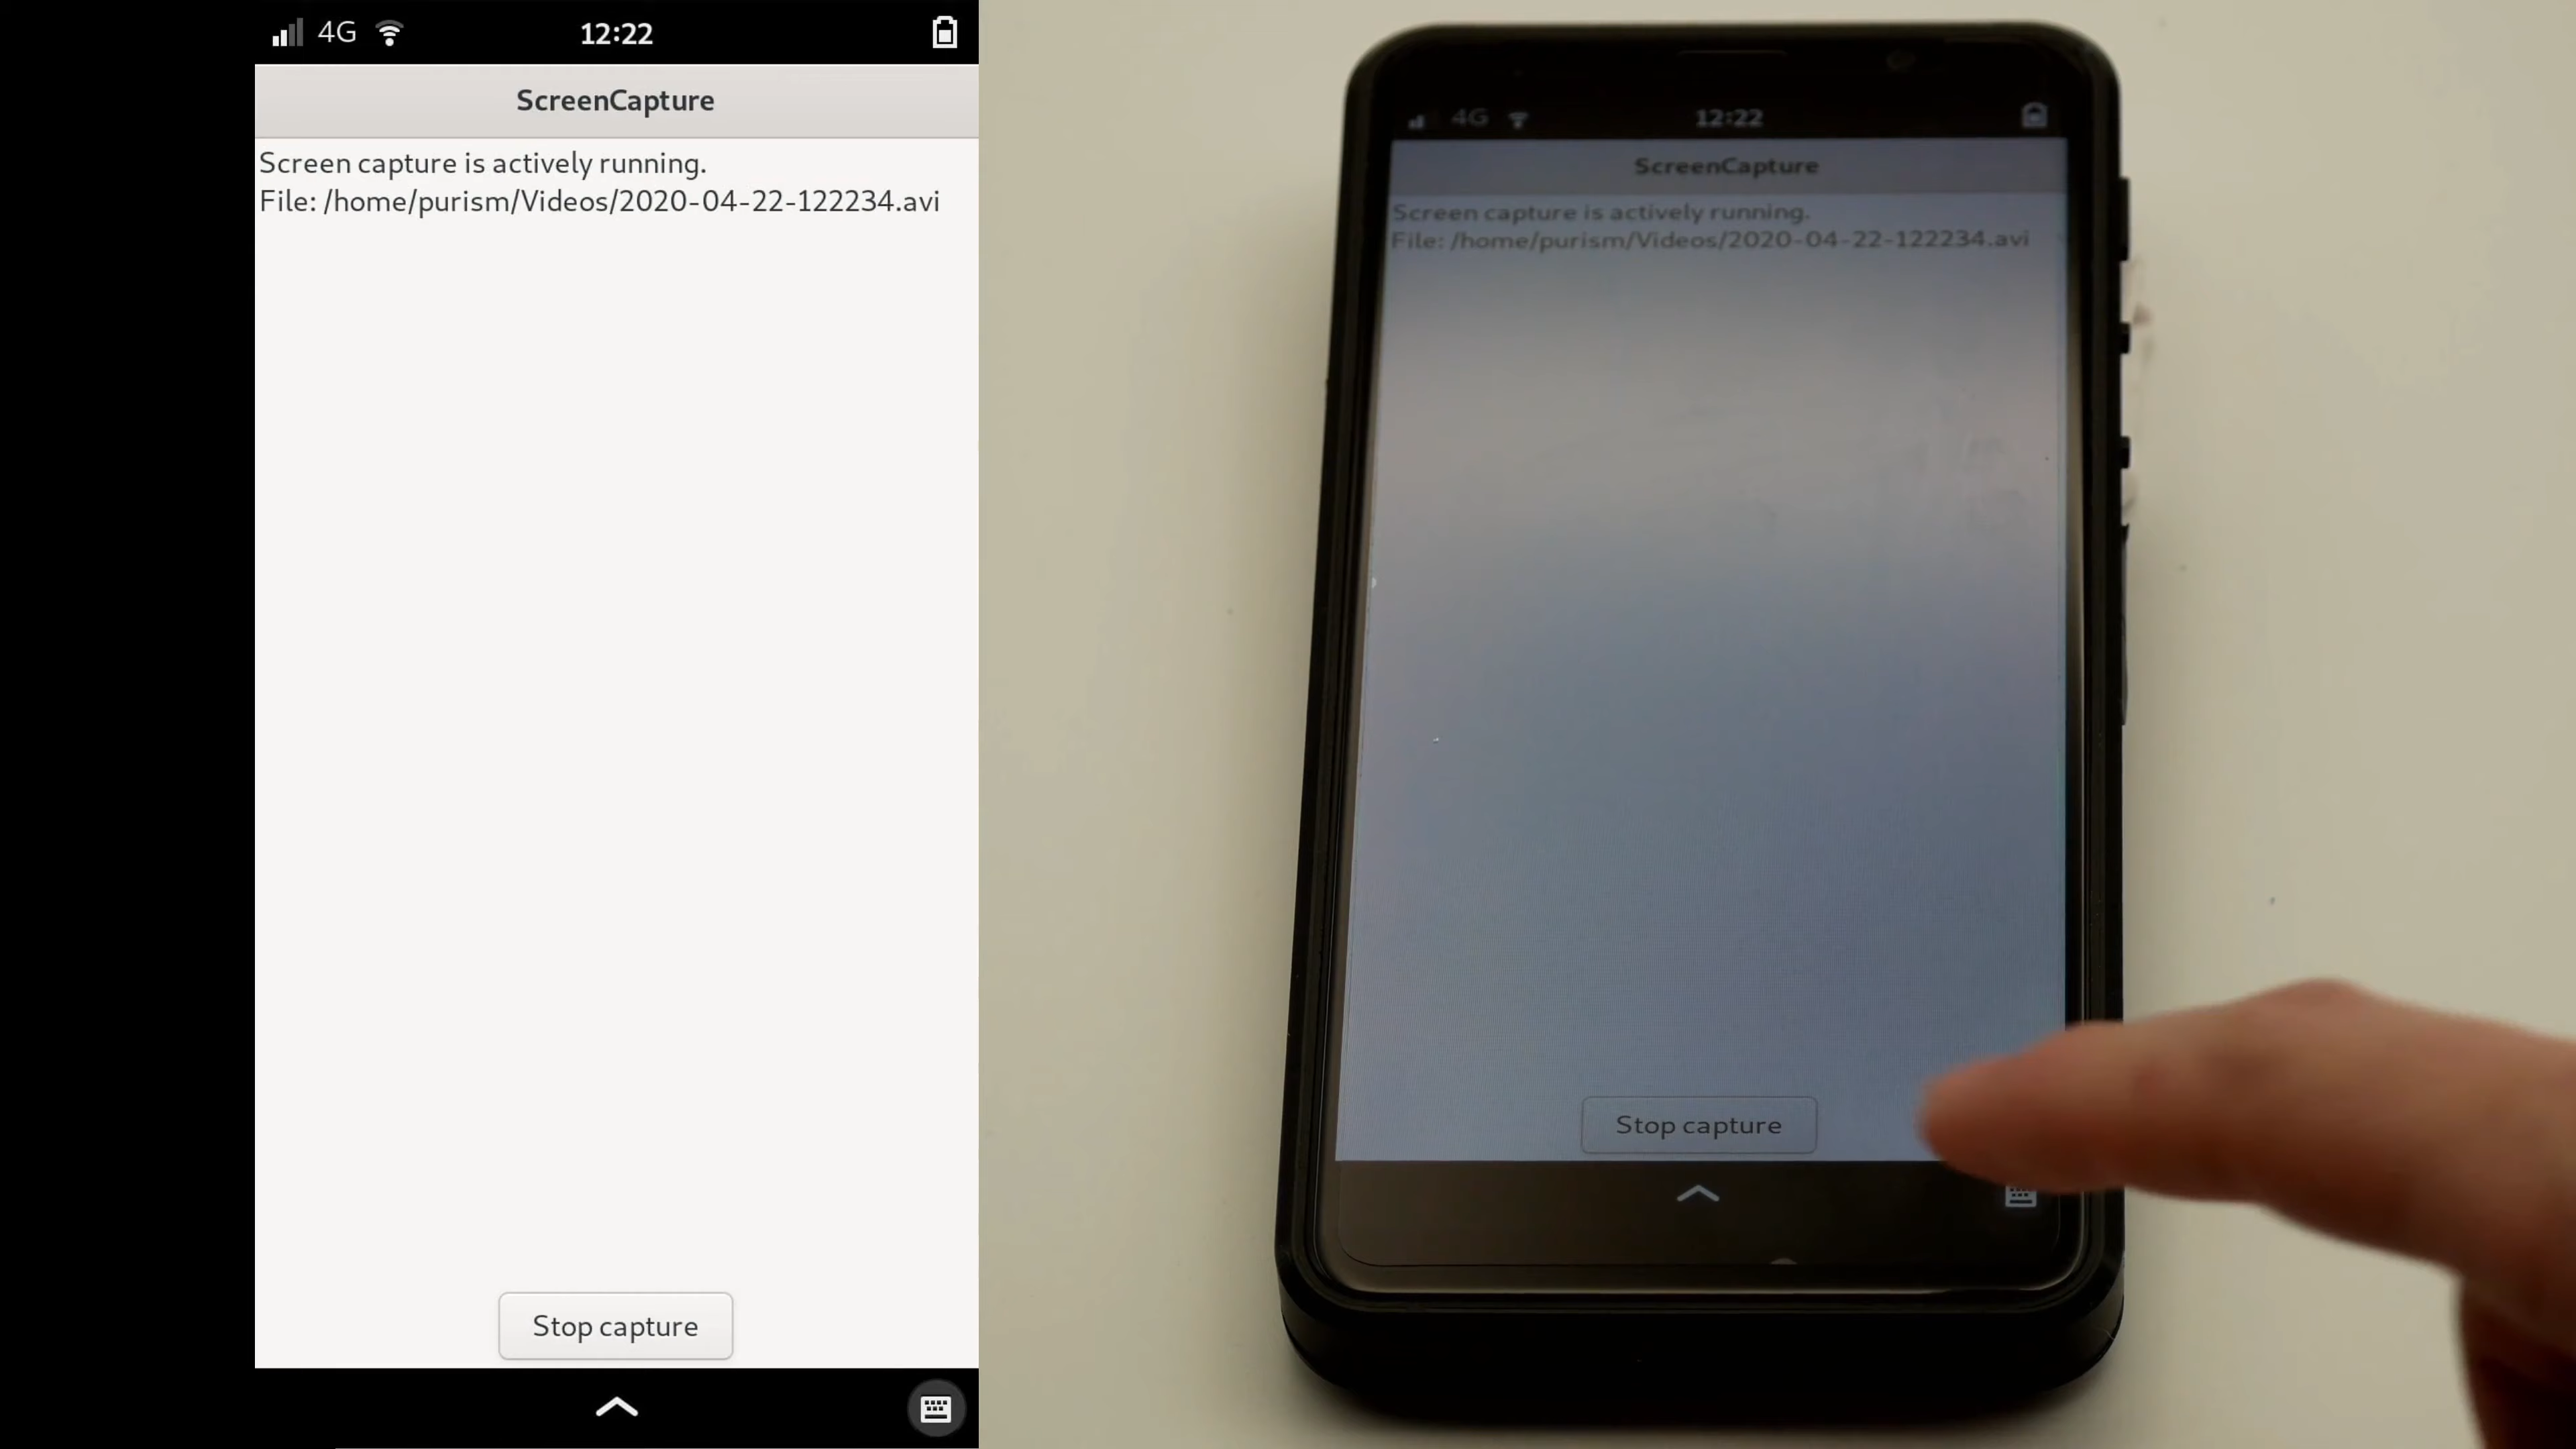 4G 12:22
ScreenCapture
Screen capture is actively running.
File: /home/purism/Videos/2020-04-22-122234.avi
Stop capture
4G 12:22
ScreenCapture
Screen capture is actively running.
File: /home/purism/Videos/2020-04-22-122234.avi
Stop capture